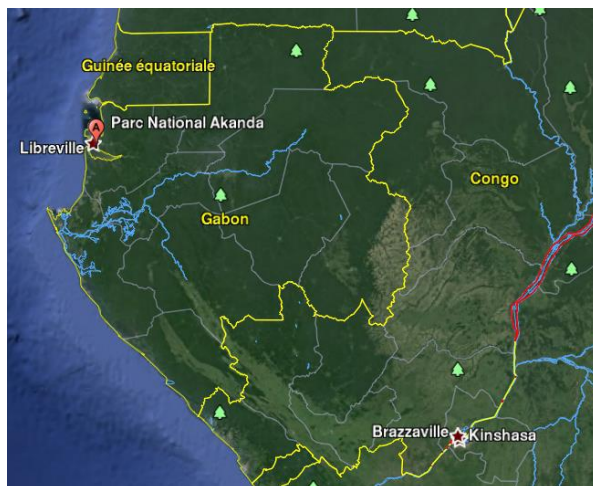 Guinée équatoriale
A
Parc National Akanda
Libreville
Congo
Gabon
Brazzaville
Kinshasa